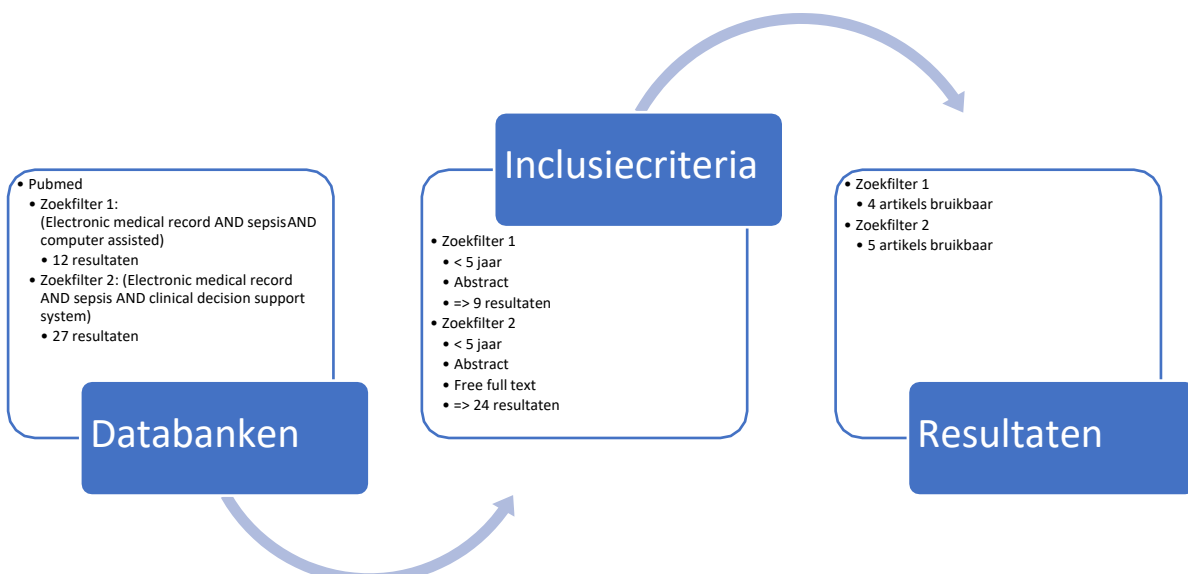 • Pubmed
• Zoekfilter 1:
(Electronic medical record AND sepsisAND
computer assisted)
• 12 resultaten
• Zoekfilter 2: (Electronic medical record
AND sepsis AND clinical decision support
system)
• 27 resultaten
Databanken
Inclusiecriteria
• Zoekfilter 1
• < 5 jaar
• Abstract
• => 9 resultaten
• Zoekfilter 2
• < 5 jaar
• Abstract
• Free full text
• => 24 resultaten
• Zoekfilter 1
• 4 artikels bruikbaar
• Zoekfilter 2
• 5 artikels bruikbaar
Resultaten